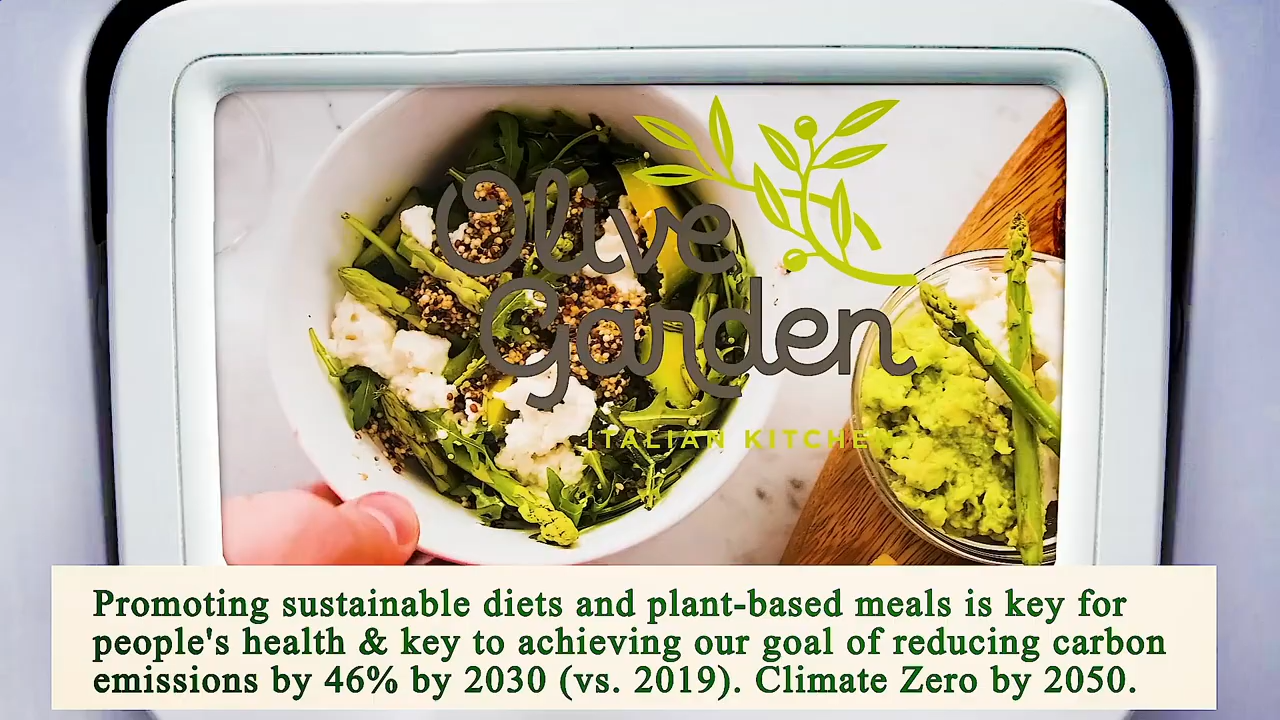 Olive
Garden
ITALIAN KITCHEN
Promoting sustainable diets and plant-based meals is key for
people's health & key to achieving our goal of reducing carbon
emissions by 46% by 2030 (vs. 2019). Climate Zero by 2050.